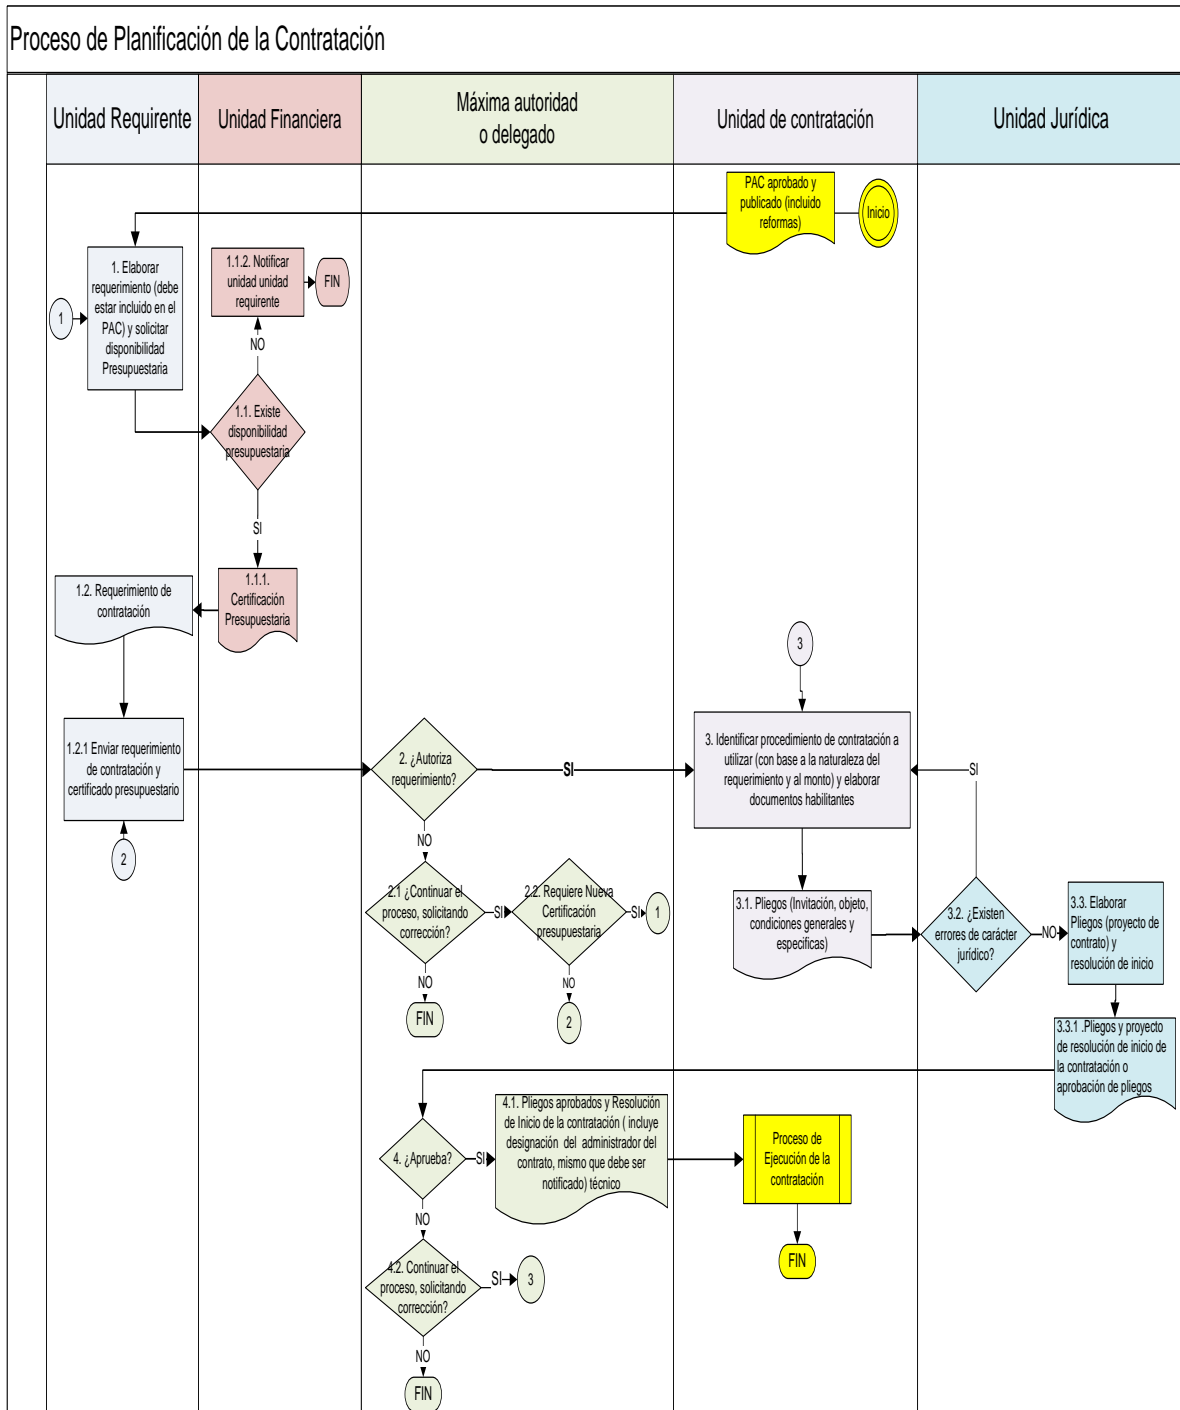 Proceso de Planificación de la Contratación
Unidad Requirente
Unidad Financiera
Máxima autoridad
o delegado
Unidad de contratación
Unidad Jurídica
PAC aprobado y
publicado (incluido
reformas)
Inicio
1. Elaborar
requerimiento (debe
estar incluido en el
PAC) y solicitar
disponibilidad
Presupuestaria
1
1.1.2. Notificar
unidad unidad
requirente
FIN
NO
1.1. Existe
disponibilidad
presupuestaria
SI
1.1.1.
Certificación
Presupuestaria
1.2. Requerimiento de
contratación
3
1.2.1 Enviar requerimiento
de contratación y
certificado presupuestario
2
2. ¿Autoriza
requerimiento?
SI
3. Identificar procedimiento de contratación a
utilizar (con base a la naturaleza del
requerimiento y al monto) y elaborar
documentos habilitantes
SI
NO
2.1 ¿Continuar el
proceso, solicitando
corrección?
SI
2.2. Requiere Nueva
Certificación
presupuestaria
SI
1
NO
FIN
NO
2
3.1. Pliegos (Invitación, objeto,
condiciones generales y
especificas)
3.2. ¿Existen
errores de carácter
jurídico?
NO
3.3. Elaborar
Pliegos (proyecto de
contrato) y
resolución de inicio
3.3.1 .Pliegos y proyecto
de resolución de inicio de
la contratación o
aprobación de pliegos
4. ¿Aprueba?
SI
4.1. Pliegos aprobados y Resolución
de Inicio de la contratación ( incluye
designación del administrador del
contrato, mismo que debe ser
notificado) técnico
Proceso de
Ejecución de la
contratación
FIN
NO
4.2. Continuar el
proceso, solicitando
corrección?
SI
3
NO
FIN